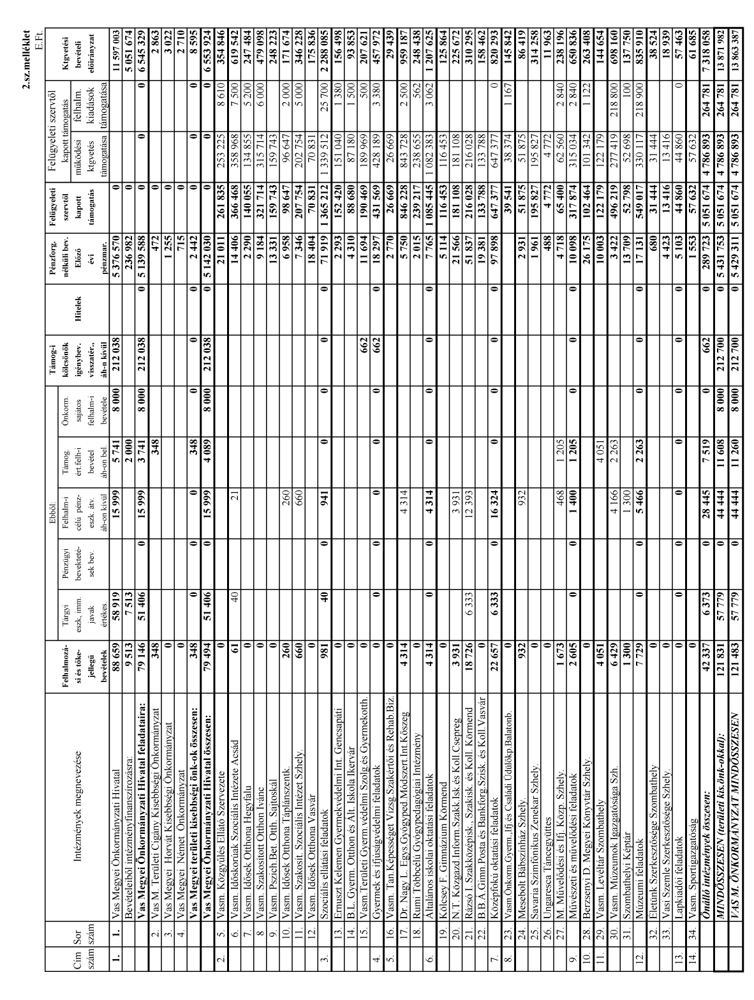 2.sz.melléklet
E.Ft.
Cím szám | Sor szám | Intézmények megnevezése | Felhalmozási és tőke- jellegű bevételek | Ebből: Tárgyi eszk, imm. javak értékes. | Pénzügyi bevekteté- sek bev. | Felhalm-i célú pénz- eszk. átv. áh-on kívül | Támog. ért.felh-i bevétel áh-on bel. | Önkorm. sajátos felhalm-i bevétele | Támog-i kölcsönök igénybev. visszatér., áh-n kívül | Hitelek | Pénzforg. nélküli bev. Előző évi pénzmar. | Felügyeleti szervtől kapott támogatás | Felügyeleti szervtől kapott támogatás működési ktgvetés támogatása | felhalm. kiadások támogatása | Ktgvetési bevételi előirányzat
1. | 1. | Vas Megyei Önkormányzati Hivatal | 88 659 | 58 919 | | 15 999 | 5 741 | 8 000 | 212 038 | | 5 376 570 | 0 | | | 11 597 003
Bevételeiből intézményfinanszírozásra: | 9 513 | 7 513 | | | 2 000 | | | | 236 982 | 0 | | | 5 051 674
Vas Megyei Önkormányzati Hivatal feladataira: | 79 146 | 51 406 | 0 | 15 999 | 3 741 | 8 000 | 212 038 | 0 | 5 139 588 | 0 | 0 | 0 | 6 545 329
2. | Vas M. Területi Cigány Kisebbségi Önkormányzat | 348 | | | | 348 | | | | 472 | 0 | | | 2 863
3. | Vas Megyei Horvát Kisebbségi Önkormányzat | 0 | | | | | | | | 1 255 | 0 | | | 3 022
4. | Vas Megyei Német Önkormányzat | 0 | | | | | | | | 715 | 0 | | | 2 710
Vas Megyei területi kisebbségi önk-ok összesen: | 348 | 0 | 0 | 0 | 348 | 0 | 0 | 0 | 2 442 | 0 | 0 | 0 | 8 595
Vas Megyei Önkormányzati Hivatal összesen: | 79 494 | 51 406 | 0 | 15 999 | 4 089 | 8 000 | 212 038 | 0 | 5 142 030 | 0 | 0 | 0 | 6 553 924
2. | 5. | Vasm. Közgyűlés Ellátó Szervezete | 0 | | | | | | | | 21 011 | 261 835 | 253 225 | 8 610 | 354 846
6. | Vasm. Időskorúak Szociális Intézete Acsád | 61 | 40 | | 21 | | | | | 14 406 | 366 468 | 358 968 | 7 500 | 619 542
7. | Vasm. Idősek Otthona Hegyfalu | 0 | | | | | | | | 2 290 | 140 055 | 134 855 | 5 200 | 247 484
8 | Vasm. Szakosított Otthon Ivánc | 0 | | | | | | | | 9 184 | 321 714 | 315 714 | 6 000 | 479 098
9. | Vasm. Pszich.Bet. Otth. Sajtoskál | 0 | | | | | | | | 13 331 | 159 743 | 159 743 | | 248 223
10. | Vasm. Idősek Otthona Táplánszentk. | 260 | | | 260 | | | | | 6 958 | 98 647 | 96 647 | 2 000 | 171 674
11. | Vasm. Szakosít. Szociális Intézet Szhely. | 660 | | | 660 | | | | | 7 346 | 207 754 | 202 754 | 5 000 | 346 228
12. | Vasm. Idősek Otthona Vasvár | 0 | | | | | | | | 18 404 | 70 831 | 70 831 | | 175 836
3. | Szociális ellátási feladatok | 981 | 40 | 0 | 941 | 0 | 0 | 0 | 0 | 71 919 | 1 365 212 | 1 339 512 | 25 700 | 2 288 085
13. | Ernuszt Kelemen Gyermekvédelmi Int. Gencsapáti | 0 | | | | | | | | 2 293 | 152 420 | 151 040 | 1 380 | 156 498
14. | B.L. Gyerm. Otthon és Ált. Iskola Ikervár | 0 | | | | | | | | 4 310 | 88 680 | 87 180 | 1 500 | 93 853
15. | Vasm.Területi Gyerm.védelmi Szolg.és Gyermekotth. | 0 | | | | | | 662 | | 11 694 | 190 469 | 189 969 | 500 | 207 621
4. | Gyermek és ifjuságvédelmi feladatok | 0 | 0 | 0 | 0 | 0 | 0 | 662 | 0 | 18 297 | 431 569 | 428 189 | 3 380 | 457 972
5. | 16. | Vasm. Tan.Képességet Vizsg.Szakértői és Rehab.Biz. | 0 | | | | | | | | 2 770 | 26 669 | 26 669 | | 29 439
17. | Dr. Nagy L. Egys.Gyógyped.Módszert.Int.Kőszeg | 4 314 | | | 4 314 | | | | | 5 750 | 846 228 | 843 728 | 2 500 | 959 187
18. | Rumi Többcélú Gyógypedagógiai Intézmény | 0 | | | | | | | | 2 015 | 239 217 | 238 655 | 562 | 248 438
6. | Általános iskolai oktatási feladatok | 4 314 | 0 | 0 | 4 314 | 0 | 0 | 0 | 0 | 7 765 | 1 085 445 | 1 082 383 | 3 062 | 1 207 625
19. | Kölcsey F. Gimnázium Körmend | 0 | | | | | | | | 5 114 | 116 453 | 116 453 | | 125 864
20. | N.T. Közgazd.Inform.Szakk.Isk.és Koll.Csepreg | 3 931 | | | 3 931 | | | | | 21 566 | 181 108 | 181 108 | | 225 672
21. | Rázsó I. Szakközépisk., Szakisk. és Koll. Körmend | 18 726 | 6 333 | | 12 393 | | | | | 51 837 | 216 028 | 216 028 | | 310 295
22. | B.B.Á.Gimn.Posta és Bankforg.Szisk. és Koll.Vasvár | 0 | | | | | | | | 19 381 | 133 788 | 133 788 | | 158 462
7. | Középfokú oktatási feladatok | 22 657 | 6 333 | 0 | 16 324 | 0 | 0 | 0 | 0 | 97 898 | 647 377 | 647 377 | 0 | 820 293
8. | 23. | Vasm.Önkorm.Gyerm.,Ifj.és Családi Üdülőkp.Balatonb. | 0 | | | | | | | | | 39 541 | 38 374 | 1 167 | 145 842
24. | Mesebolt Bábszínház Szhely. | 932 | | | 932 | | | | | 2 931 | 51 875 | 51 875 | | 86 419
25. | Savaria Szimfónikus Zenekar Szhely. | 0 | | | | | | | | 1 961 | 195 827 | 195 827 | | 314 258
26. | Ungaresca Táncegyüttes | 0 | | | | | | | | 488 | 4 772 | 4 772 | | 11 963
27. | M. Művelődési és Ifj. Közp. Szhely. | 1 673 | | | 468 | 1 205 | | | | 4 718 | 65 400 | 62 560 | 2 840 | 238 196
9. | Művészeti és művelődési feladatok | 2 605 | 0 | 0 | 1 400 | 1 205 | 0 | 0 | 0 | 10 098 | 317 874 | 315 034 | 2 840 | 650 836
10. | 28. | Berzsenyi D. Megyei Könyvtár Szhely. | 0 | | | | | | | | 26 175 | 102 464 | 101 342 | 1 122 | 263 408
11. | 29. | Vasm. Levéltár Szombathely | 4 051 | | | | 4 051 | | | | 10 003 | 122 179 | 122 179 | | 144 654
30. | Vasm. Múzeumok Igazgatósága Szh. | 6 429 | | | 4 166 | 2 263 | | | | 3 422 | 496 219 | 277 419 | 218 800 | 698 160
31. | Szombathelyi Képtár | 1 300 | | | 1 300 | | | | | 13 709 | 52 798 | 52 698 | 100 | 137 750
12. | Múzeumi feladatok | 7 729 | 0 | 0 | 5 466 | 2 263 | 0 | 0 | 0 | 17 131 | 549 017 | 330 117 | 218 900 | 835 910
32. | Életünk Szerkesztősége Szombathely | 0 | | | | | | | | 680 | 31 444 | 31 444 | | 38 524
33. | Vasi Szemle Szerkesztősége Szhely. | 0 | | | | | | | | 4 423 | 13 416 | 13 416 | | 18 939
13. | Lapkiadói feladatok | 0 | 0 | 0 | 0 | 0 | 0 | 0 | 0 | 5 103 | 44 860 | 44 860 | 0 | 57 463
14. | 34. | Vasm. Sportigazgatóság | 0 | | | | | | | | 1 553 | 57 632 | 57 632 | | 61 685
Önálló intézmények összesen: | 42 337 | 6 373 | 0 | 28 445 | 7 519 | | 662 | 0 | 289 723 | 5 051 674 | 4 786 893 | 264 781 | 7 318 058
MINDÖSSZESEN (területi kis.önk-okkal): | 121 831 | 57 779 | 0 | 44 444 | 11 608 | 8 000 | 212 700 | 0 | 5 431 753 | 5 051 674 | 4 786 893 | 264 781 | 13 871 982
VAS M. ÖNKORMÁNYZAT MINDÖSSZESEN | 121 483 | 57 779 | 0 | 44 444 | 11 260 | 8 000 | 212 700 | 0 | 5 429 311 | 5 051 674 | 4 786 893 | 264 781 | 13 863 387